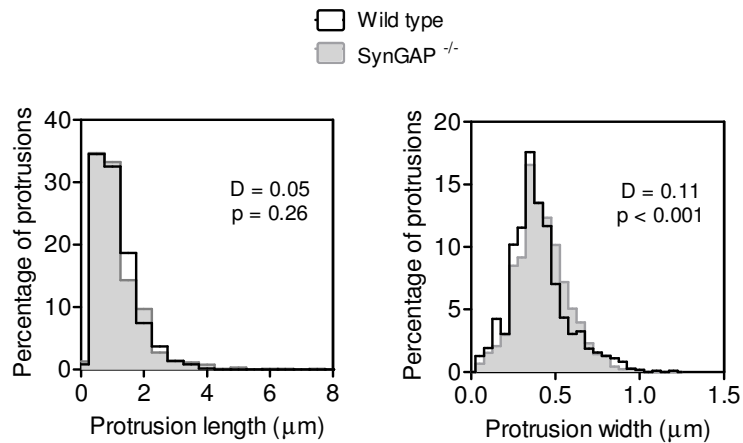 Wild type
SynGAP -/-
Percentage of protrusions
40
30
20
10
0
D = 0.05
p = 0.26
0 2 4 6 8
Protrusion length (μm)
Percentage of protrusions
20
15
10
5
0
D = 0.11
p < 0.001
0.0 0.5 1.0 1.5
Protrusion width (μm)